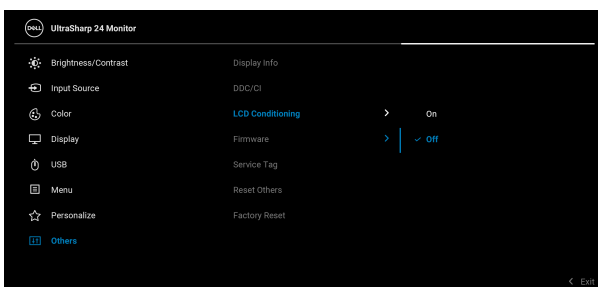 DELL UltraSharp 24 Monitor
Brightness/Contrast Display Info
Input Source DDC/CI
Color LCD Conditioning > On
Display Firmware > ✓ Off
USB Service Tag
Menu Reset Others
Personalize Factory Reset
Others
< Exit